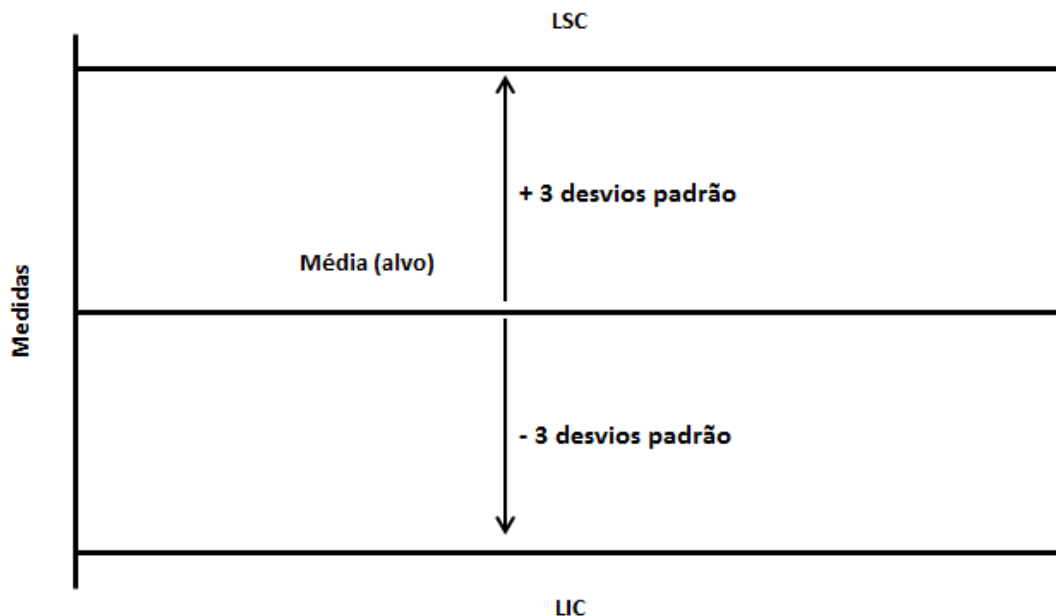 LSC
+ 3 desvios padrão
Média (alvo)
Medidas
- 3 desvios padrão
LIC